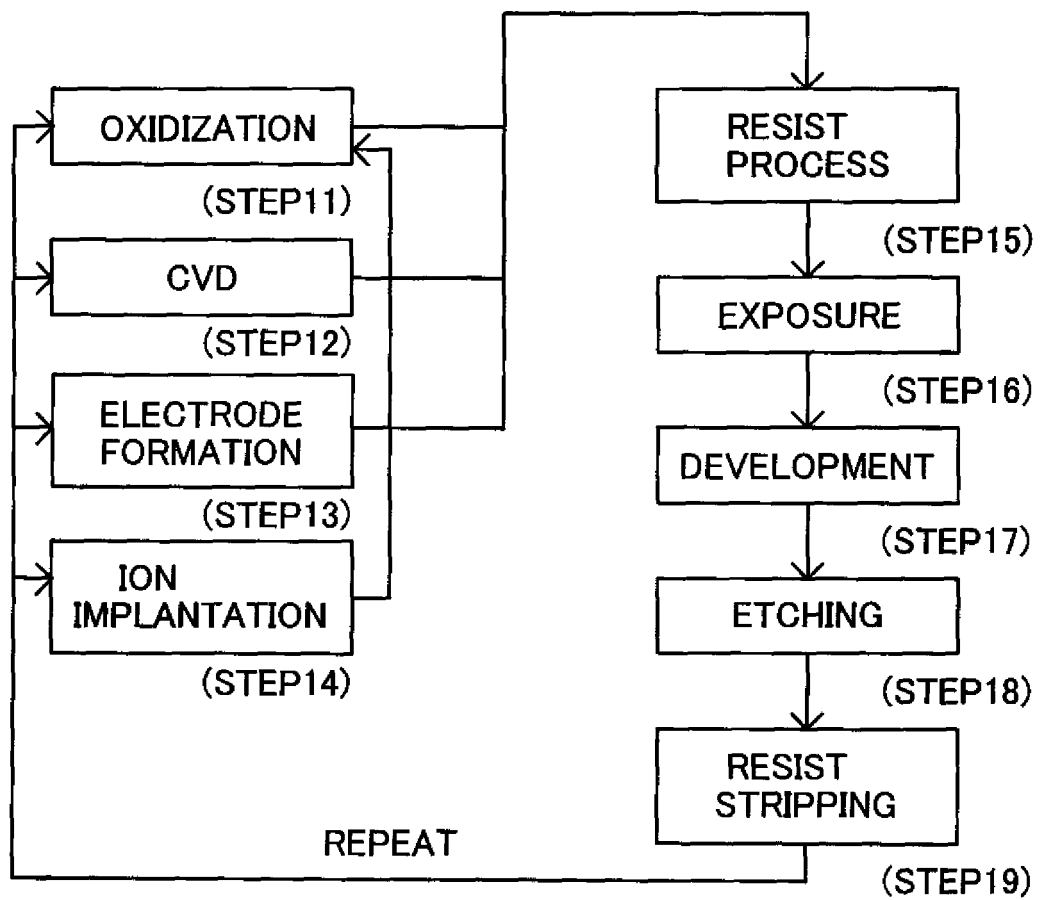 OXIDIZATION
(STEP11)
CVD
(STEP12)
ELECTRODE
FORMATION
(STEP13)
ION
IMPLANTATION
(STEP14)
RESIST
PROCESS
(STEP15)
EXPOSURE
(STEP16)
DEVELOPMENT
(STEP17)
ETCHING
(STEP18)
RESIST
STRIPPING
(STEP19)
REPEAT